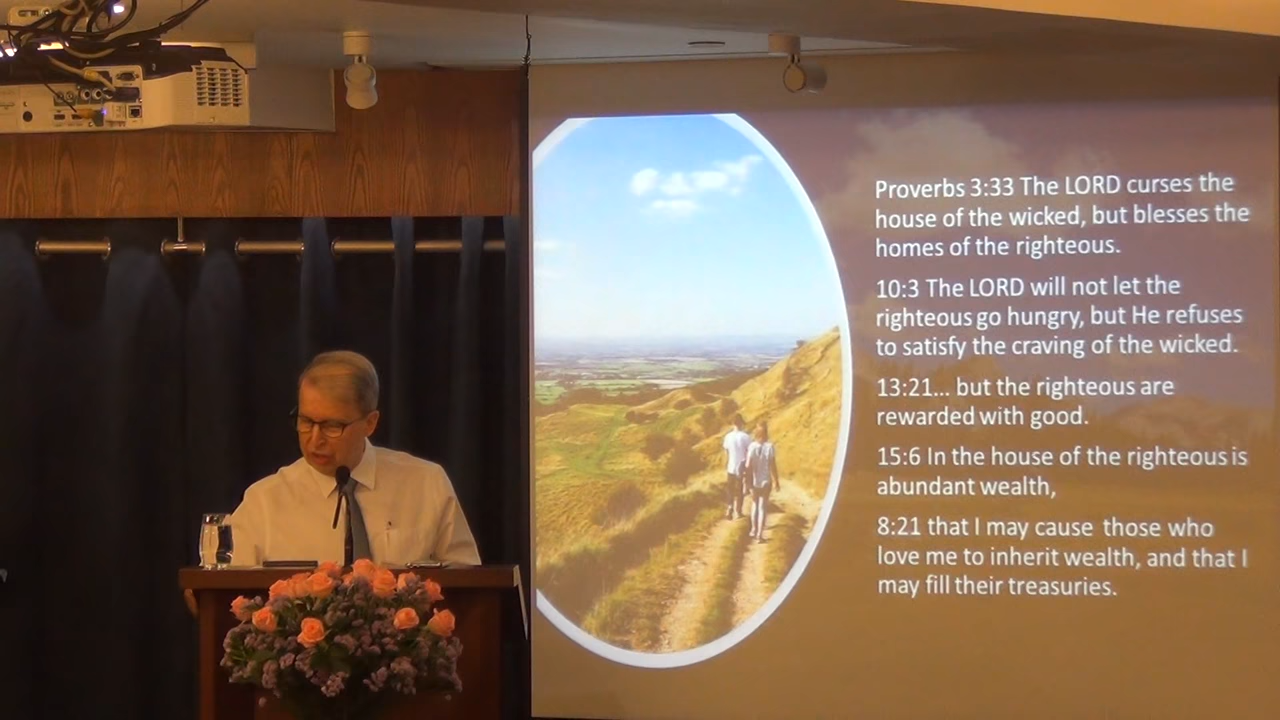 Proverbs 3:33 The LORD curses the
house of the wicked, but blesses the
homes of the righteous.
10:3 The LORD will not let the
righteous go hungry, but He refuses
to satisfy the craving of the wicked.
13:21... but the righteous are
rewarded with good.
15:6 In the house of the righteous is
abundant wealth,
8:21 that I may cause those who
love me to inherit wealth, and that I
may fill their treasuries.